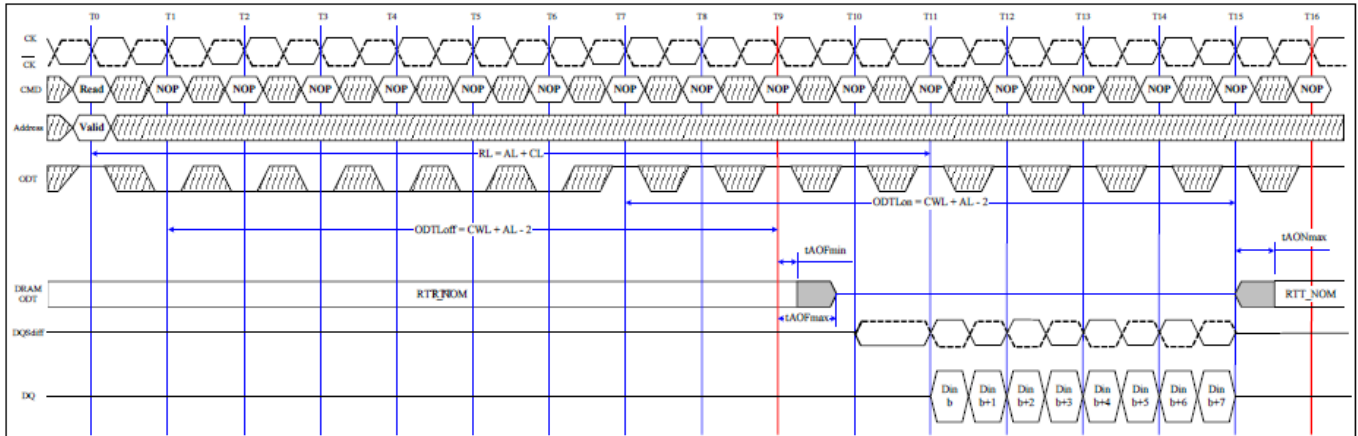 T0 T1 T2 T3 T4 T5 T6 T7 T8 T9 T10 T11 T12 T13 T14 T15 T16
CK
CK
CMD Read NOP NOP NOP NOP NOP NOP NOP NOP NOP NOP NOP NOP NOP NOP NOP NOP
Address Valid
RL = AL + CL
ODT
ODTLon = CWL + AL - 2
ODTLoff = CWL + AL - 2
tAOFmin tAONmax
DRAM
ODT
RTT_NOM RTT_NOM
tAOFmax
DQSdiff
DQ
Din b Din b+1 Din b+2 Din b+3 Din b+4 Din b+5 Din b+6 Din b+7